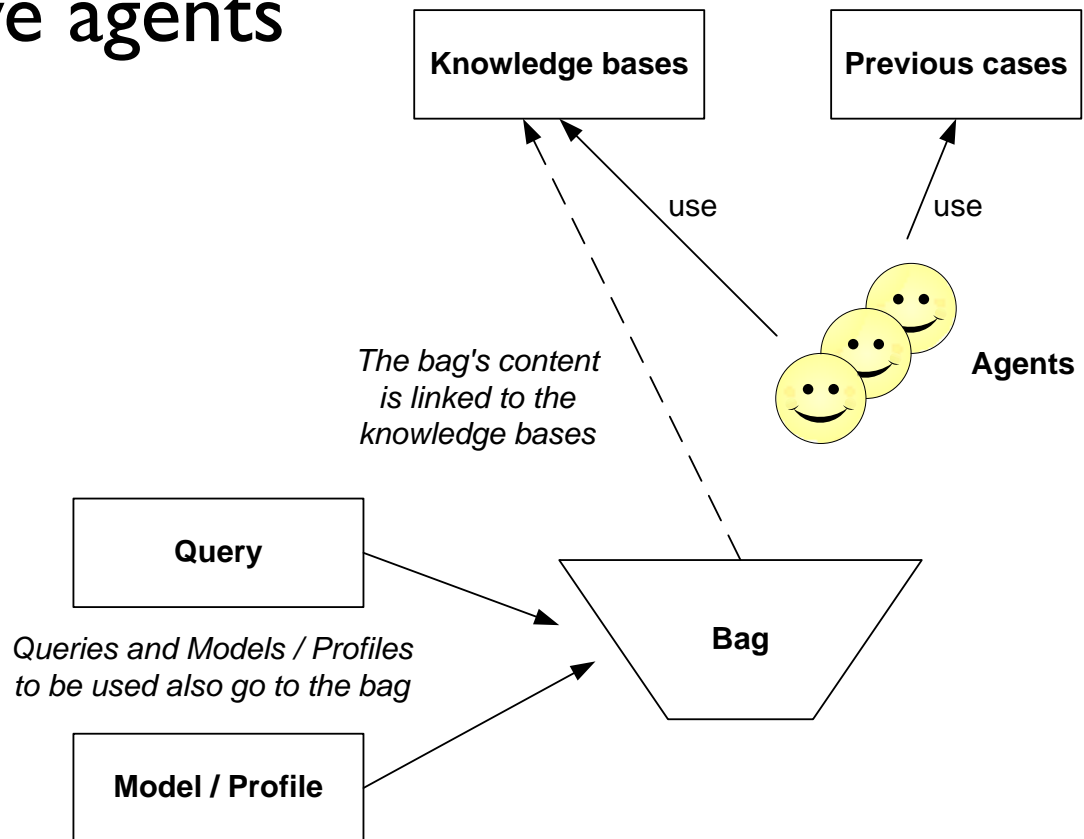 agents
Knowledge bases
Previous cases
use
use
The bag's content
is linked to the
knowledge bases
Agents
Query
Queries and Models / Profiles
to be used also go to the bag
Bag
Model / Profile